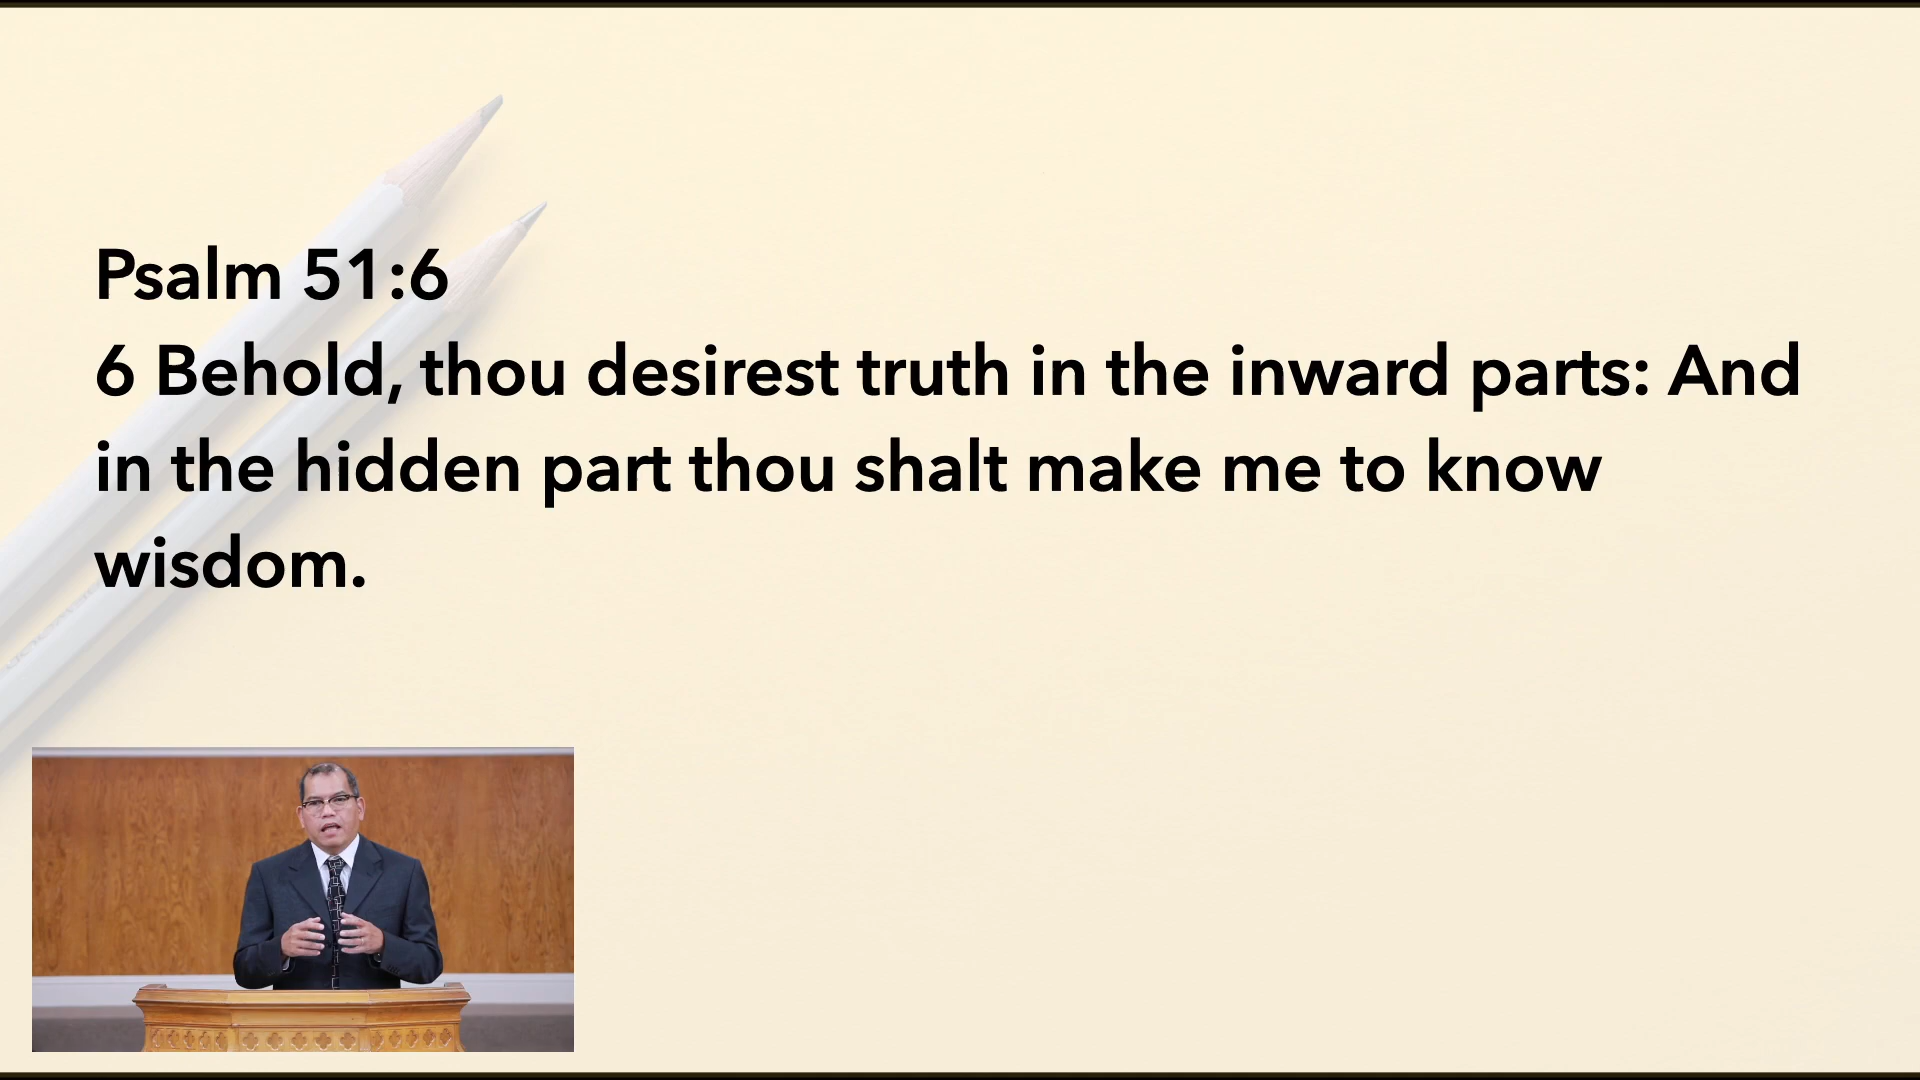 Psalm 51:6
6 Behold, thou desirest truth in the inward parts: And
in the hidden part thou shalt make me to know
wisdom.